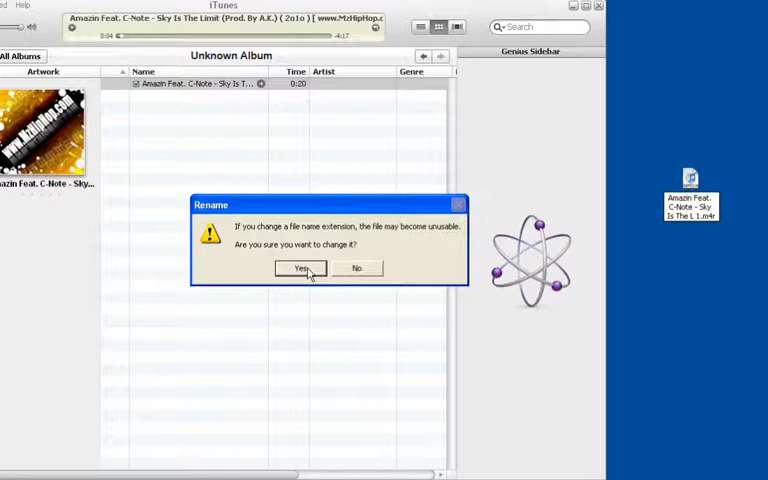 Help
iTunes
Amazin Feat. C-Note - Sky Is The Limit (Prod. By A.K.) ( 2o1o ) [ www.MzHipHop.c
0:04
-4:17
Search
All Albums
Unknown Album
Genius Sidebar
Artwork
Name
Time
Artist
Genre
Amazin Feat. C-Note - Sky Is T...
0:20
www.MzHipHop.com
azin Feat. C-Note - Sky...
Rename
If you change a file name extension, the file may become unusable.
Are you sure you want to change it?
Yes
No
Amazin Feat.
C-Note - Sky
Is The L 1.m4r